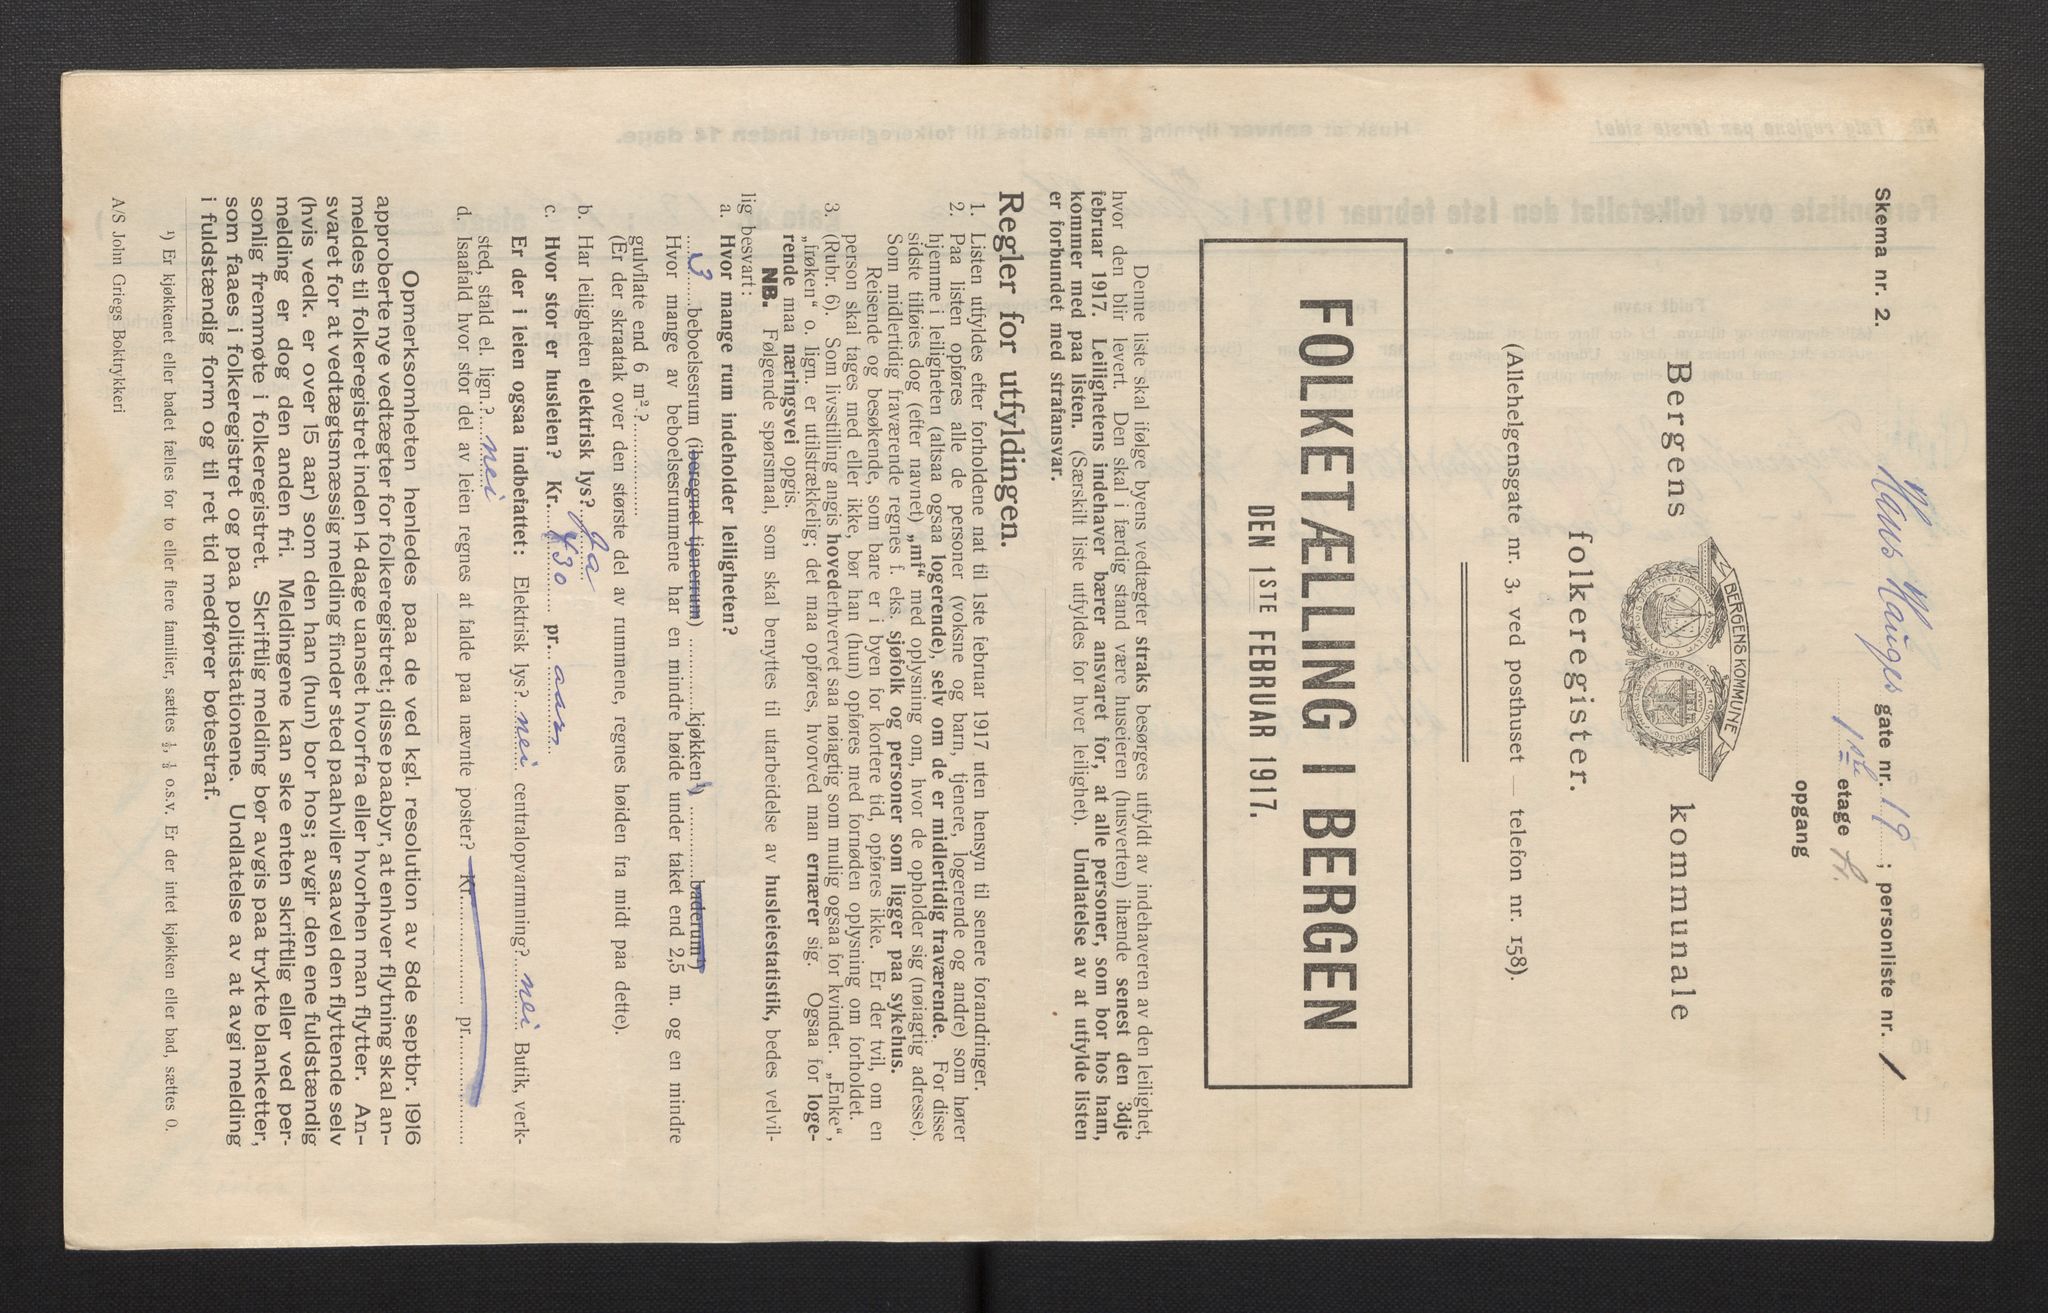 Skema nr. 2.
H. Nils Hauges gate nr. 19; personliste nr. 1
1ste etage H.
opgang
Bergens kommunale
folkeregister.
(Allehelgensgate nr. 3, ved posthuset — telefon nr. 158).
FOLKETÆLLING I BERGEN
DEN 1STE FEBRUAR 1917.
Denne liste skal ifølge byens vedtægter straks besørges utfyldt av indehaveren av den leilighet,
hvor den blir levert. Den skal i færdig stand være huseieren (husverten) ihænde senest den 3dje
februar 1917. Leilighetens indehaver bærer ansvaret for, at alle personer, som bor hos ham,
kommer med paa listen. (Særskilt liste utfyldes for hver leilighet). Undlatelse av at utfylde listen
er forbundet med strafansvar.
Regler for utfyldingen.
1. Listen utfyldes efter forholdene nat til 1ste februar 1917 uten hensyn til senere forandringer.
2. Paa listen opføres alle de personer (voksne og barn, tjenere, logerende og andre) som hører
hjemme i leiligheten (altsaa ogsaa logerende), selv om de er midlertidig fraværende. For disse
sidste tilføies dog (efter navnet) „mf“ med oplysning om, hvor de opholder sig (nøiagtig adresse).
Som midlertidig fraværende regnes f. eks. sjøfolk og personer som ligger paa sykehus.
Reisende og besøkende, som bare er i byen for kortere tid, opføres ikke. Er der tvil, om en
person skal tages med eller ikke, bør han (hun) opføres med fornøden oplysning om forholdet.
3. (Rubr. 6). Som livsstilling angis hovederhvervet saa nøiagtig som mulig ogsaa for kvinder. „Enke“,
„frøken“ o. lign. er utilstrækkelig; det maa opføres, hvorved man ernærer sig. Ogsaa for loge-
rende maa næringsvei opgis.
NB. Følgende spørsmaal, som skal benyttes til utarbeidelse av husleiestatistik, bedes velvil-
lig besvart:
a. Hvor mange rum indeholder leiligheten?
3 beboelsesrum (iberegnet tjenerrum) kjøkken¹) baderum¹)
Hvor mange av beboelsesrummene har en mindre høide under taket end 2,5 m. og en mindre
gulvflate end 6 m².?
(Er der skraatak over den største del av rummene, regnes høiden fra midt paa dette).
b. Har leiligheten elektrisk lys? Ja
c. Hvor stor er husleien? Kr. 430 pr. aar
Er der i leien ogsaa indbefattet: Elektrisk lys? nei centralopvarmning? nei Butik, verk-
sted, stald el. lign.? nei
d. Isaafald hvor stor del av leien regnes at falde paa nævnte poster? Kr. pr.
Opmerksomheten henledes paa de ved kgl. resolution av 8de septbr. 1916
approberte nye vedtægter for folkeregistret; disse paabyr, at enhver flytning skal an-
meldes til folkeregistret inden 14 dage uanset hvorfra eller hvorhen man flytter. An-
svaret for at vedtægtsmæssig melding finder sted paahviler saavel den flyttende selv
(hvis vedk. er over 15 aar) som den han (hun) bor hos; avgir den ene fuldstændig
melding er dog den anden fri. Meldingene kan ske enten skriftlig eller ved per-
sonlig fremmøte i folkeregistret. Skriftlig melding bør avgis paa trykte blanketter,
som faaes i folkeregistret og paa politistationene. Undlatelse av at avgi melding
i fuldstændig form og til ret tid medfører bøtestraf.
¹) Er kjøkkenet eller badet fælles for to eller flere familier, sættes ½, ⅓ o.s.v. Er der intet kjøkken eller bad, sættes 0.
A/S John Griegs Boktrykkeri